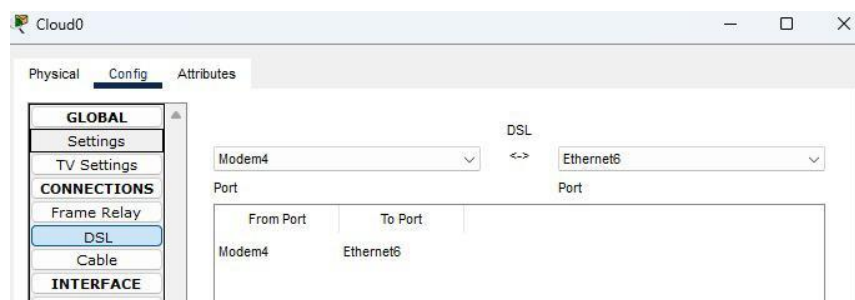 Cloud0
Physical Config Attributes
GLOBAL
Settings
TV Settings
CONNECTIONS
Frame Relay
DSL
Cable
INTERFACE
DSL
Modem4 <-> Ethernet6
Port Port
From Port To Port
Modem4 Ethernet6